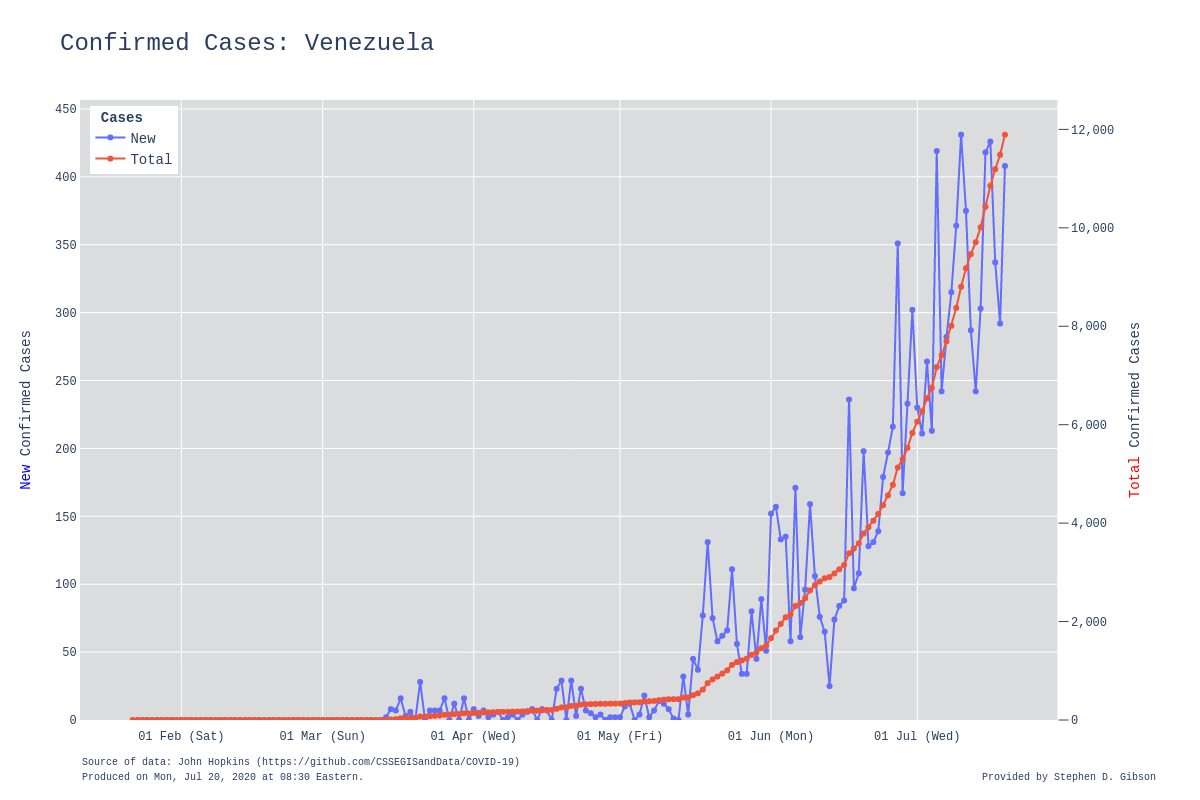 Confirmed Cases: Venezuela
Cases
New
Total
450
400
350
300
250
200
150
100
50
0
New Confirmed Cases
12,000
10,000
8,000
6,000
4,000
2,000
0
Total Confirmed Cases
01 Feb (Sat)
01 Mar (Sun)
01 Apr (Wed)
01 May (Fri)
01 Jun (Mon)
01 Jul (Wed)
Source of data: John Hopkins (https://github.com/CSSEGISandData/COVID-19)
Produced on Mon, Jul 20, 2020 at 08:30 Eastern.
Provided by Stephen D. Gibson